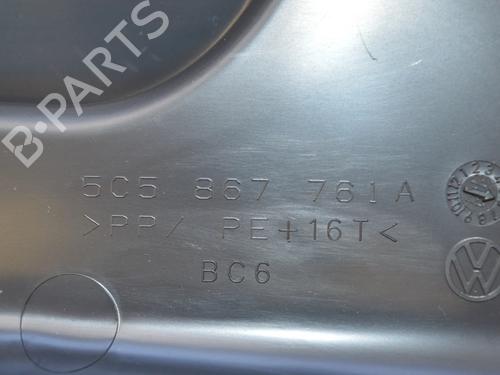 B-PARTS
5C5 867 761A
>PP/ PE+16T<
BC6